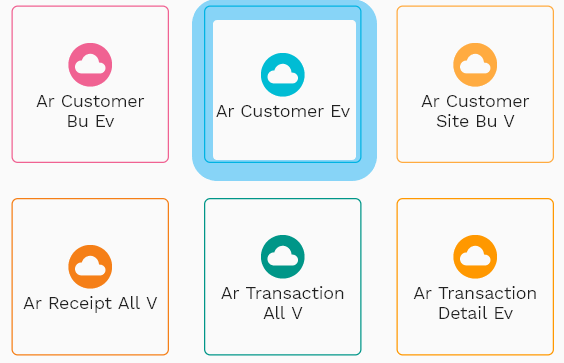 Ar Customer
Bu Ev
Ar Customer Ev
Ar Customer
Site Bu V
Ar Receipt All V
Ar Transaction
All V
Ar Transaction
Detail Ev